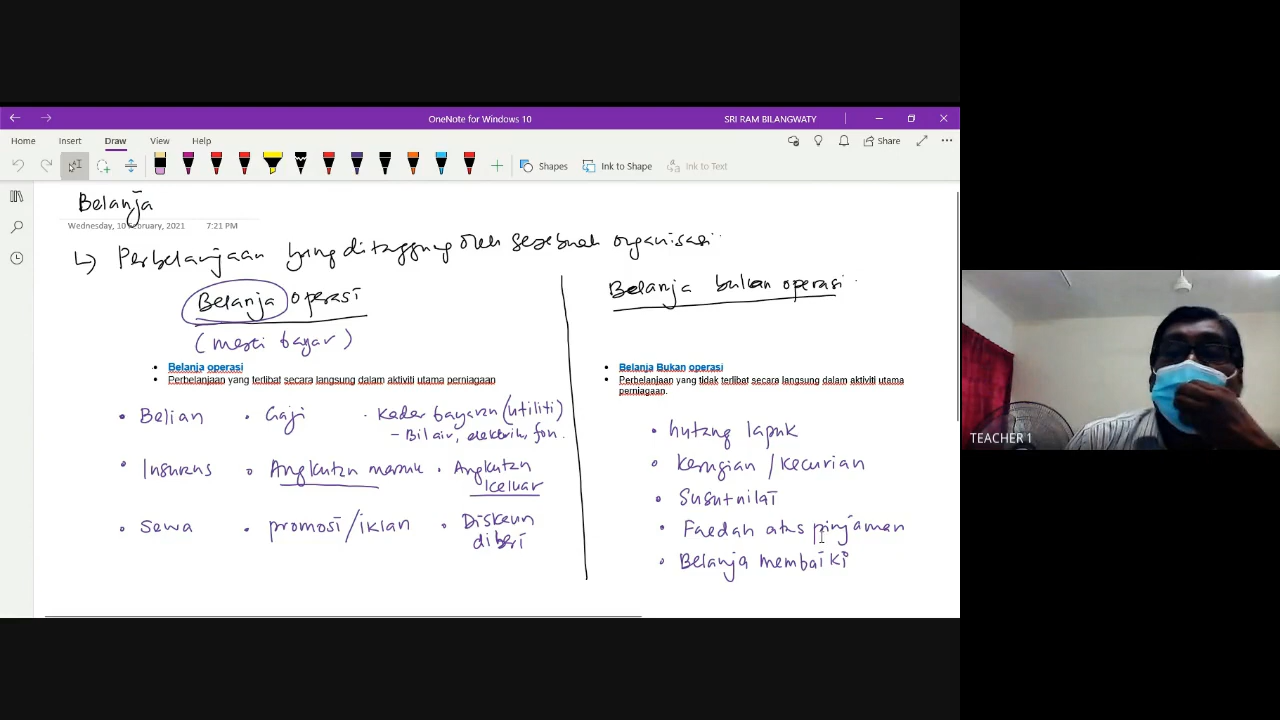 OneNote for Windows 10
SRI RAM BILANGWATY
Home Insert Draw View Help
Share
Shapes Ink to Shape Ink to Text
Belanja
Wednesday, 10 February, 2021 7:21 PM
↳ Perbelanjaan yang ditanggung oleh sesebuah organisasi
Belanja operasi
(mesti bayar)
• Belanja operasi
• Perbelanjaan yang terlibat secara langsung dalam aktiviti utama perniagaan
• Belian • Gaji • Kadar bayaran (utiliti)
– Bil air, elektrik, fon.
• Insurans • Angkutan masuk • Angkutan
keluar
• Sewa • promosi/iklan • Diskaun
diberi
Belanja bukan operasi
• Belanja Bukan operasi
• Perbelanjaan yang tidak terlibat secara langsung dalam aktiviti utama
perniagaan.
• hutang lapuk
• Kerugian / Kecurian
• Susutnilai
• Faedah atas pinjaman
• Belanja membaiki
TEACHER 1